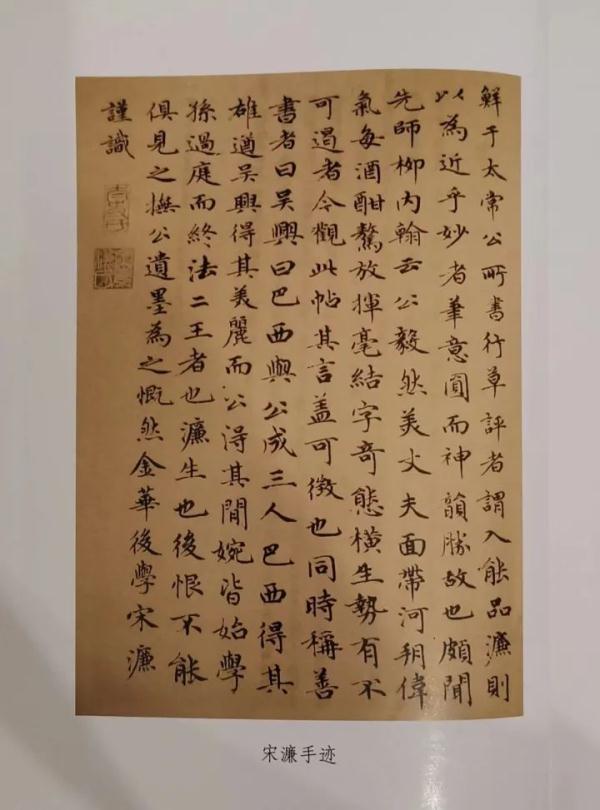 鮮于太常公所書行草評者謂入能品濂則
以為近乎妙者筆意圓而神韻勝故也頗聞
先師柳內翰云公毅然美丈夫面帶河朔偉
氣每酒酣驁放揮毫結字奇態橫生勢有不
可遏者今觀此帖其言盖可徵也同時稱善
書者曰吳興曰巴西與公成三人巴西得其
雄遒吳興得其美麗而公得其閒婉皆始學
孫過庭而終法二王者也濂生也後恨不能
俱見之撫公遺墨為之慨然金華後學宋濂
謹識
宋濂手迹